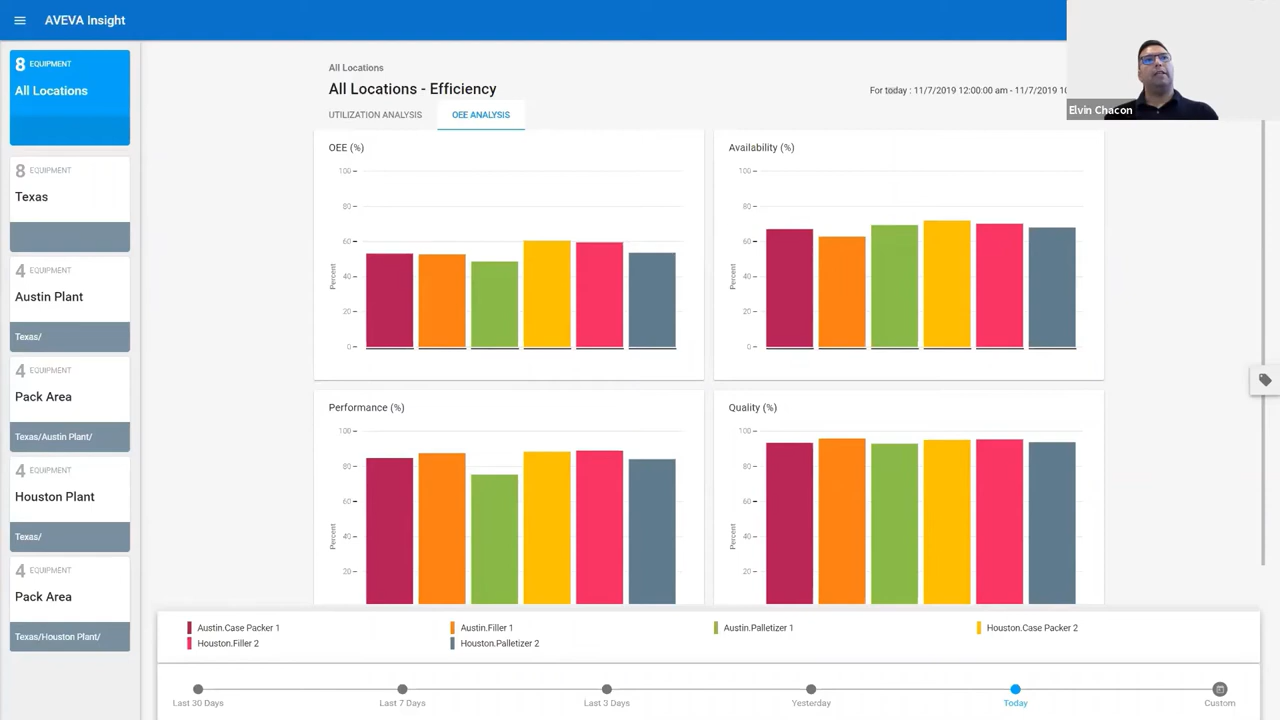 AVEVA Insight
8 EQUIPMENT
All Locations
8 EQUIPMENT
Texas
4 EQUIPMENT
Austin Plant
Texas/
4 EQUIPMENT
Pack Area
Texas/Austin Plant/
4 EQUIPMENT
Houston Plant
Texas/
4 EQUIPMENT
Pack Area
Texas/Houston Plant/
All Locations
All Locations - Efficiency
For today : 11/7/2019 12:00:00 am - 11/7/2019 10
Elvin Chacon
UTILIZATION ANALYSIS OEE ANALYSIS
OEE (%)
100
80
60
40
20
0
Percent
Availability (%)
100
80
60
40
20
0
Percent
Performance (%)
100
80
60
40
20
Percent
Quality (%)
100
80
60
40
20
Percent
Austin.Case Packer 1 Austin.Filler 1 Austin.Palletizer 1 Houston.Case Packer 2
Houston.Filler 2 Houston.Palletizer 2
Last 30 Days Last 7 Days Last 3 Days Yesterday Today Custom